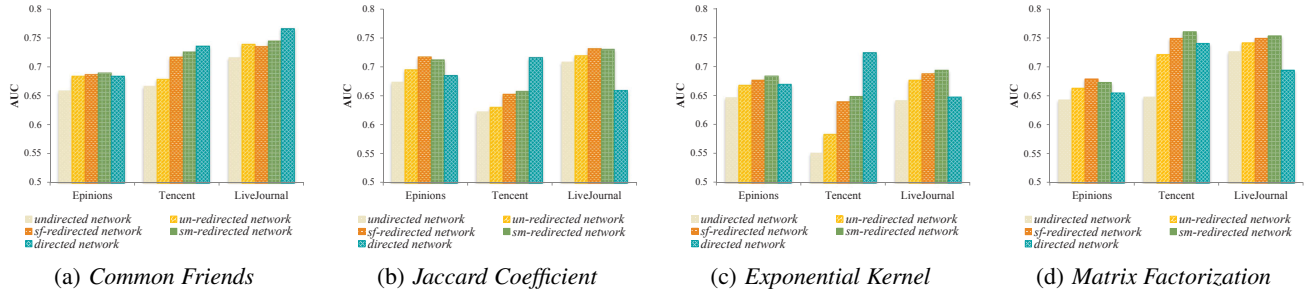 0.8
0.75
0.7
0.65
0.6
0.55
0.5
AUC
Epinions Tencent LiveJournal
undirected network un-redirected network
sf-redirected network sm-redirected network
directed network
(a) Common Friends
0.8
0.75
0.7
0.65
0.6
0.55
0.5
AUC
Epinions Tencent LiveJournal
undirected network un-redirected network
sf-redirected network sm-redirected network
directed network
(b) Jaccard Coefficient
0.8
0.75
0.7
0.65
0.6
0.55
0.5
AUC
Epinions Tencent LiveJournal
undirected network un-redirected network
sf-redirected network sm-redirected network
directed network
(c) Exponential Kernel
0.8
0.75
0.7
0.65
0.6
0.55
0.5
AUC
Epinions Tencent LiveJournal
undirected network un-redirected network
sf-redirected network sm-redirected network
directed network
(d) Matrix Factorization